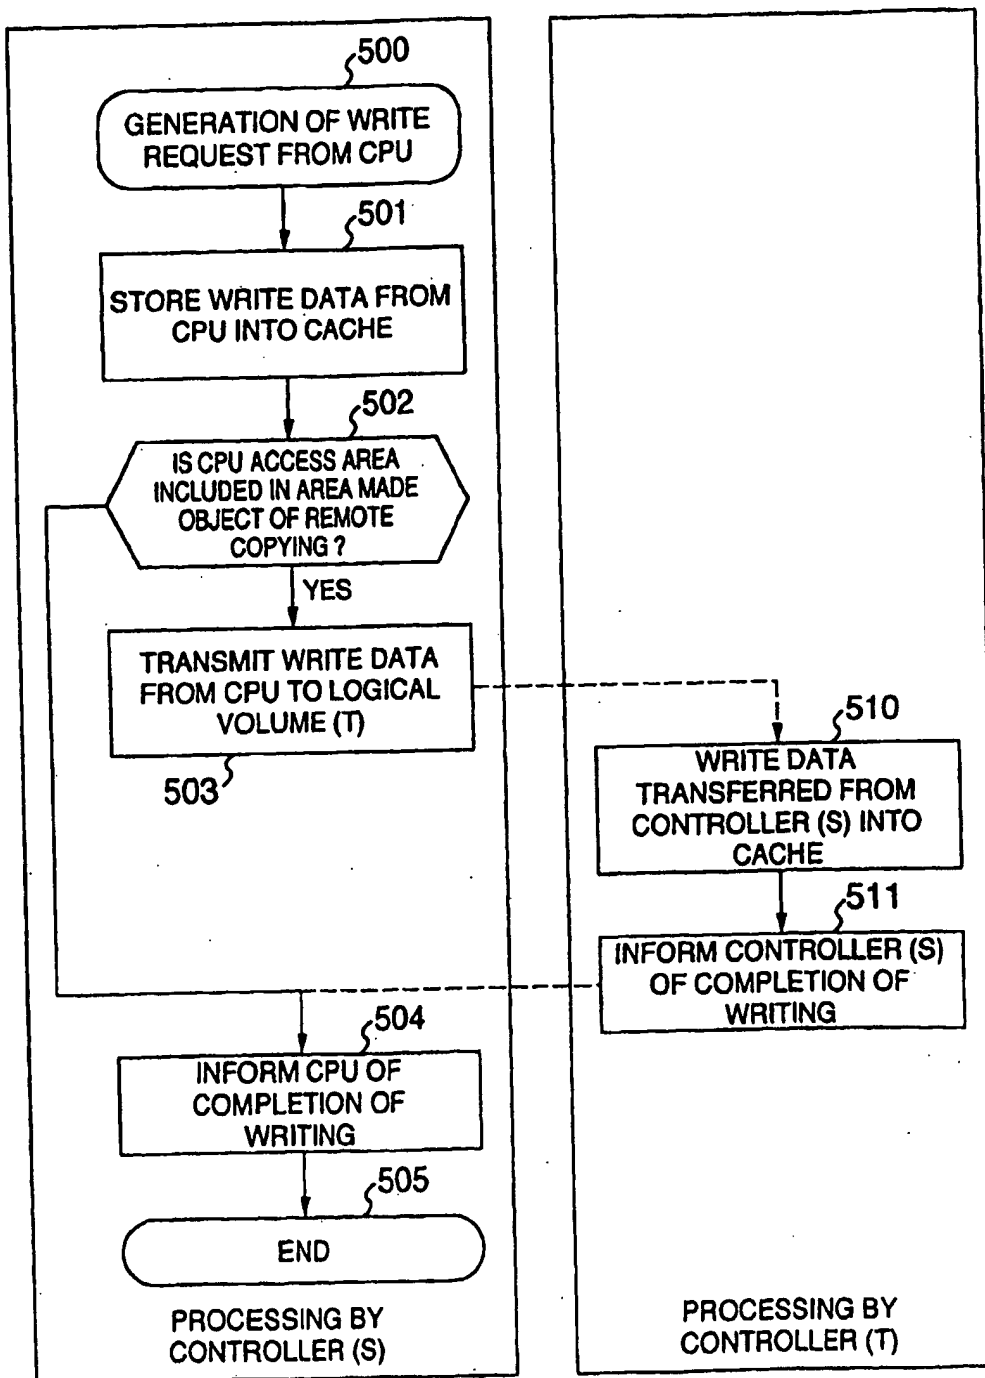 500
GENERATION OF WRITE
REQUEST FROM CPU
501
STORE WRITE DATA FROM
CPU INTO CACHE
502
IS CPU ACCESS AREA
INCLUDED IN AREA MADE
OBJECT OF REMOTE
COPYING ?
YES
TRANSMIT WRITE DATA
FROM CPU TO LOGICAL
VOLUME (T)
503
510
WRITE DATA
TRANSFERRED FROM
CONTROLLER (S) INTO
CACHE
511
INFORM CONTROLLER (S)
OF COMPLETION OF
WRITING
504
INFORM CPU OF
COMPLETION OF
WRITING
505
END
PROCESSING BY
CONTROLLER (S)
PROCESSING BY
CONTROLLER (T)